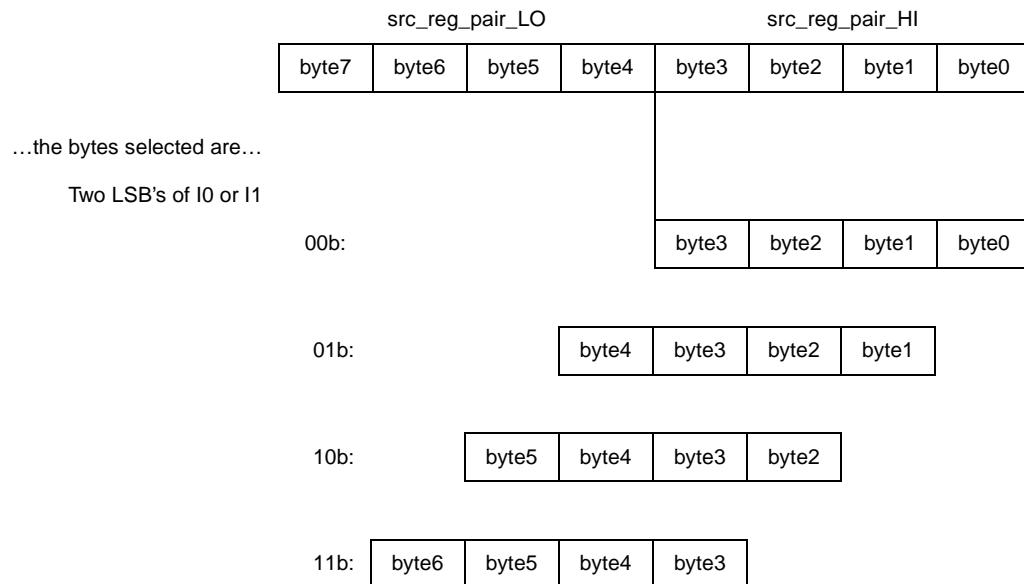 src_reg_pair_LO src_reg_pair_HI
byte7 byte6 byte5 byte4 byte3 byte2 byte1 byte0
…the bytes selected are…
Two LSB’s of I0 or I1
00b: byte3 byte2 byte1 byte0
01b: byte4 byte3 byte2 byte1
10b: byte5 byte4 byte3 byte2
11b: byte6 byte5 byte4 byte3